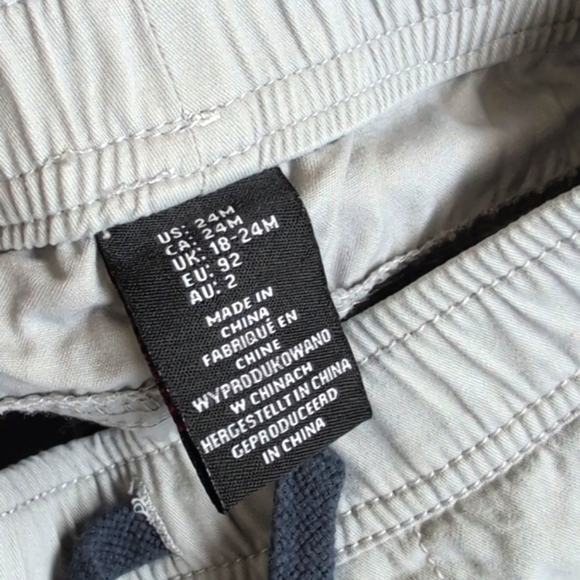 US: 24M
CA: 24M
UK: 18-24M
EU: 92
AU: 2
MADE IN
CHINA
FABRIQUÉ EN
CHINE
WYPRODUKOWANO
W CHINACH
HERGESTELLT IN CHINA
GEPRODUCEERD
IN CHINA